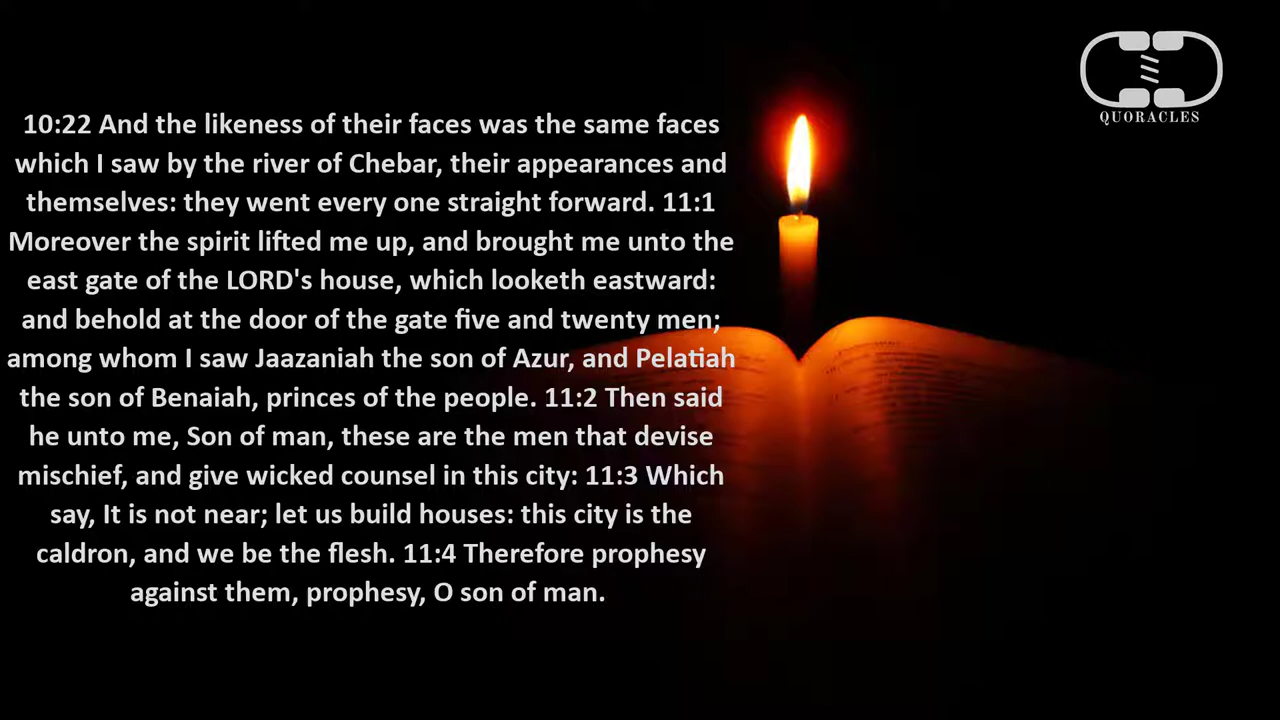 10:22 And the likeness of their faces was the same faces
which I saw by the river of Chebar, their appearances and
themselves: they went every one straight forward. 11:1
Moreover the spirit lifted me up, and brought me unto the
east gate of the LORD's house, which looketh eastward:
and behold at the door of the gate five and twenty men;
among whom I saw Jaazaniah the son of Azur, and Pelatiah
the son of Benaiah, princes of the people. 11:2 Then said
he unto me, Son of man, these are the men that devise
mischief, and give wicked counsel in this city: 11:3 Which
say, It is not near; let us build houses: this city is the
caldron, and we be the flesh. 11:4 Therefore prophesy
against them, prophesy, O son of man.
QUORACLES